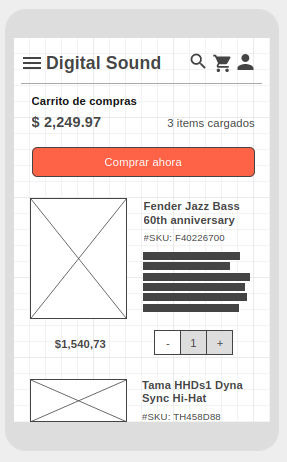 Digital Sound
Carrito de compras
$ 2,249.97
3 items cargados
Comprar ahora
Fender Jazz Bass
60th anniversary
#SKU: F40226700
$1,540,73
- 1 +
Tama HHDs1 Dyna
Sync Hi-Hat
#SKU: TH458D88